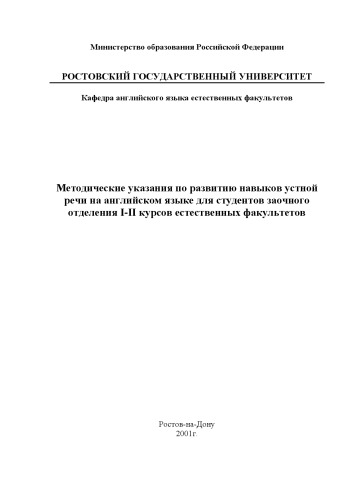 Министерство образования Российской Федерации
РОСТОВСКИЙ ГОСУДАРСТВЕННЫЙ УНИВЕРСИТЕТ
Кафедра английского языка естественных факультетов
Методические указания по развитию навыков устной
речи на английском языке для студентов заочного
отделения I-II курсов естественных факультетов
Ростов-на-Дону
2001г.